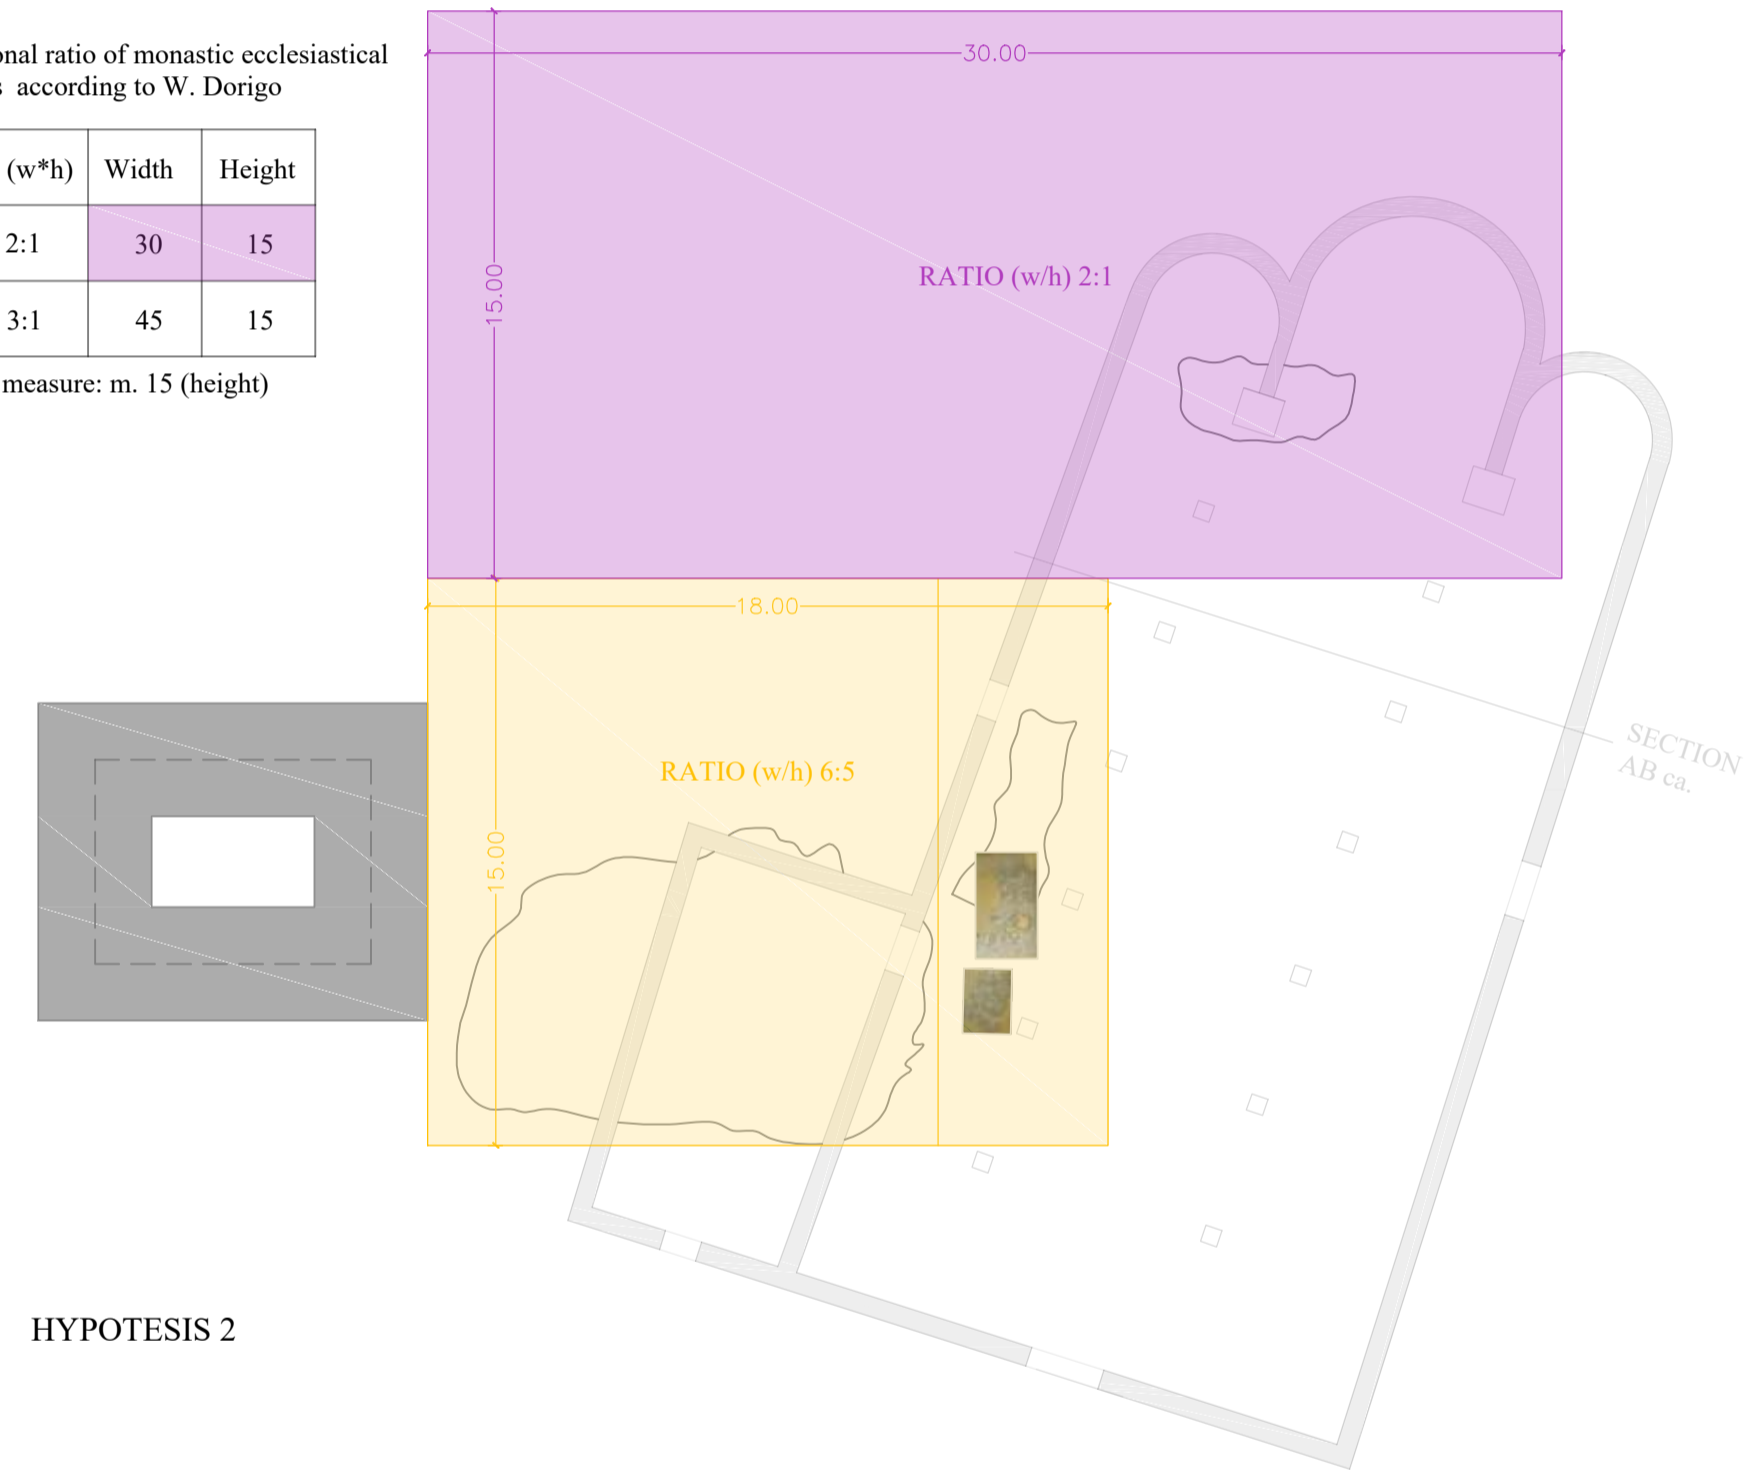 onal ratio of monastic ecclesiastical
s according to W. Dorigo
(w*h) Width Height
2:1 30 15
3:1 45 15
measure: m. 15 (height)
30.00
15.00
RATIO (w/h) 2:1
18.00
15.00
RATIO (w/h) 6:5
SECTION
AB ca.
HYPOTESIS 2